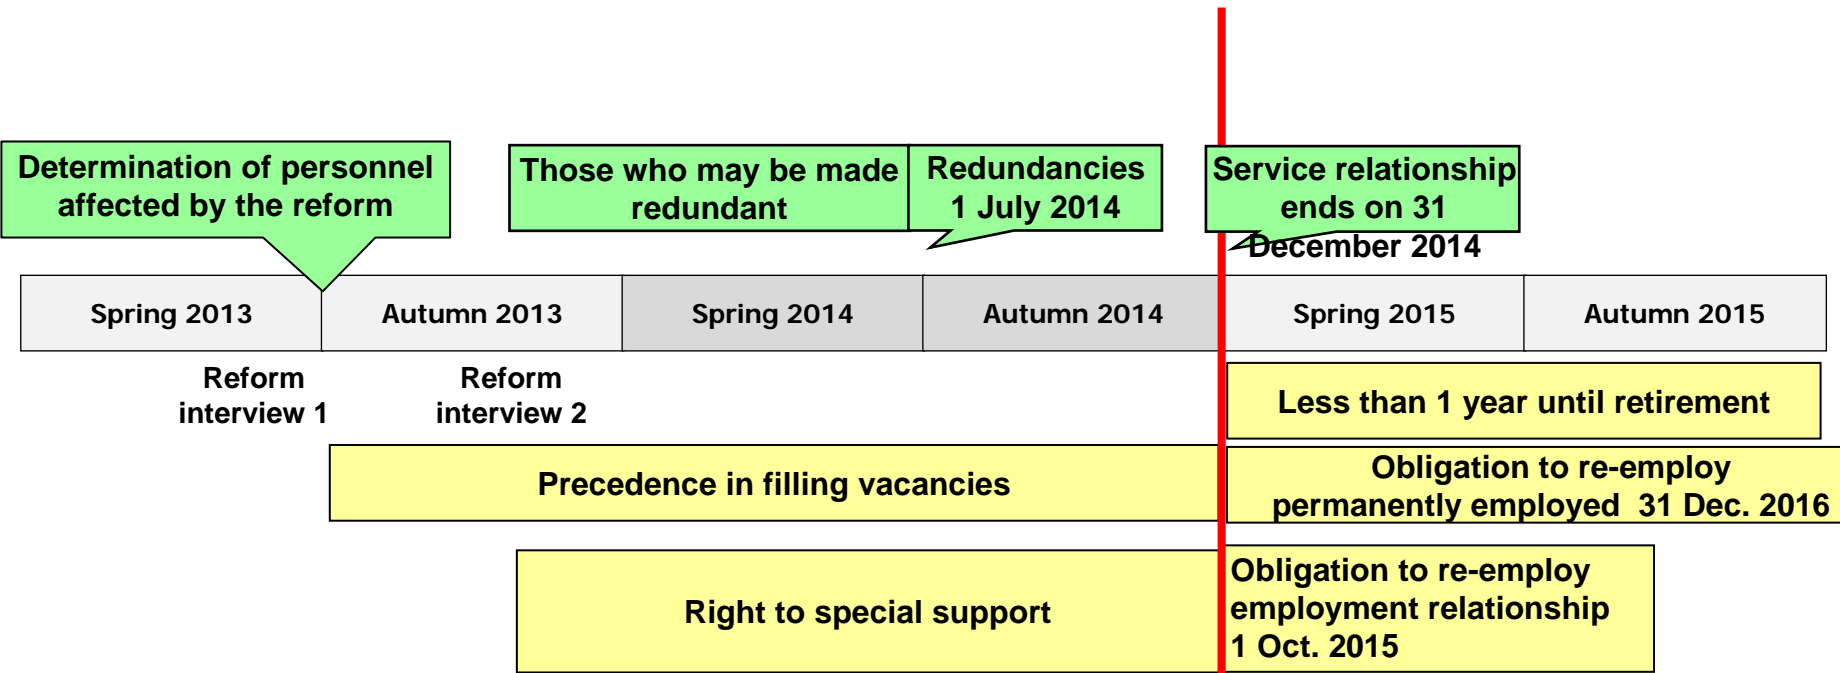 Determination of personnel
affected by the reform
Those who may be made
redundant
Redundancies
1 July 2014
Service relationship
ends on 31
December 2014
Spring 2013
Autumn 2013
Spring 2014
Autumn 2014
Spring 2015
Autumn 2015
Reform
interview 1
Reform
interview 2
Less than 1 year until retirement
Precedence in filling vacancies
Obligation to re-employ
permanently employed  31 Dec. 2016
Right to special support
Obligation to re-employ
employment relationship
1 Oct. 2015